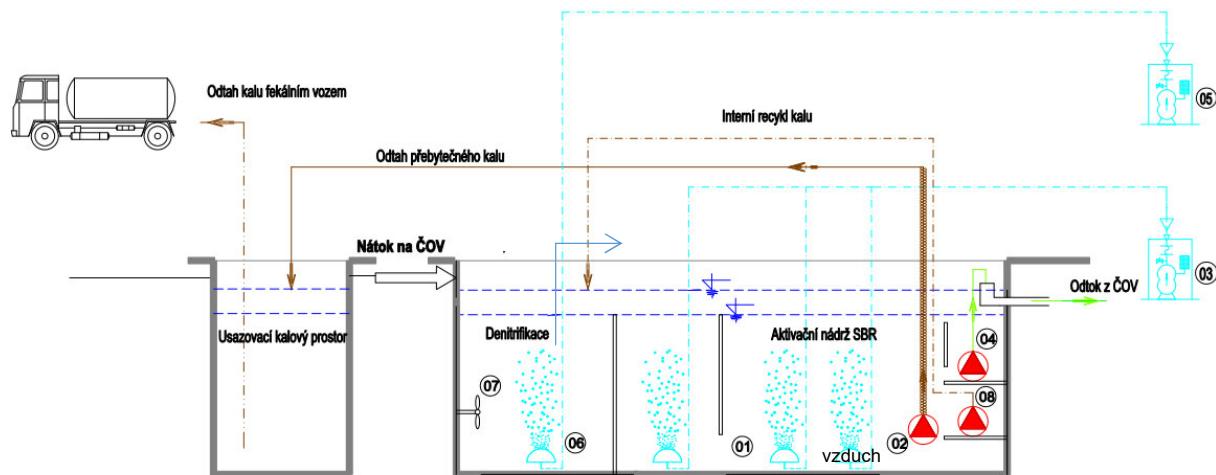 05
Odtah kalu fekálním vozem
Interní recykl kalu
Odtah přebytečného kalu
Nátok na ČOV
03
Odtok z ČOV
Usazovací kalový prostor
Denitrifikace
Aktivační nádrž SBR
04
07
08
06
01
02
vzduch